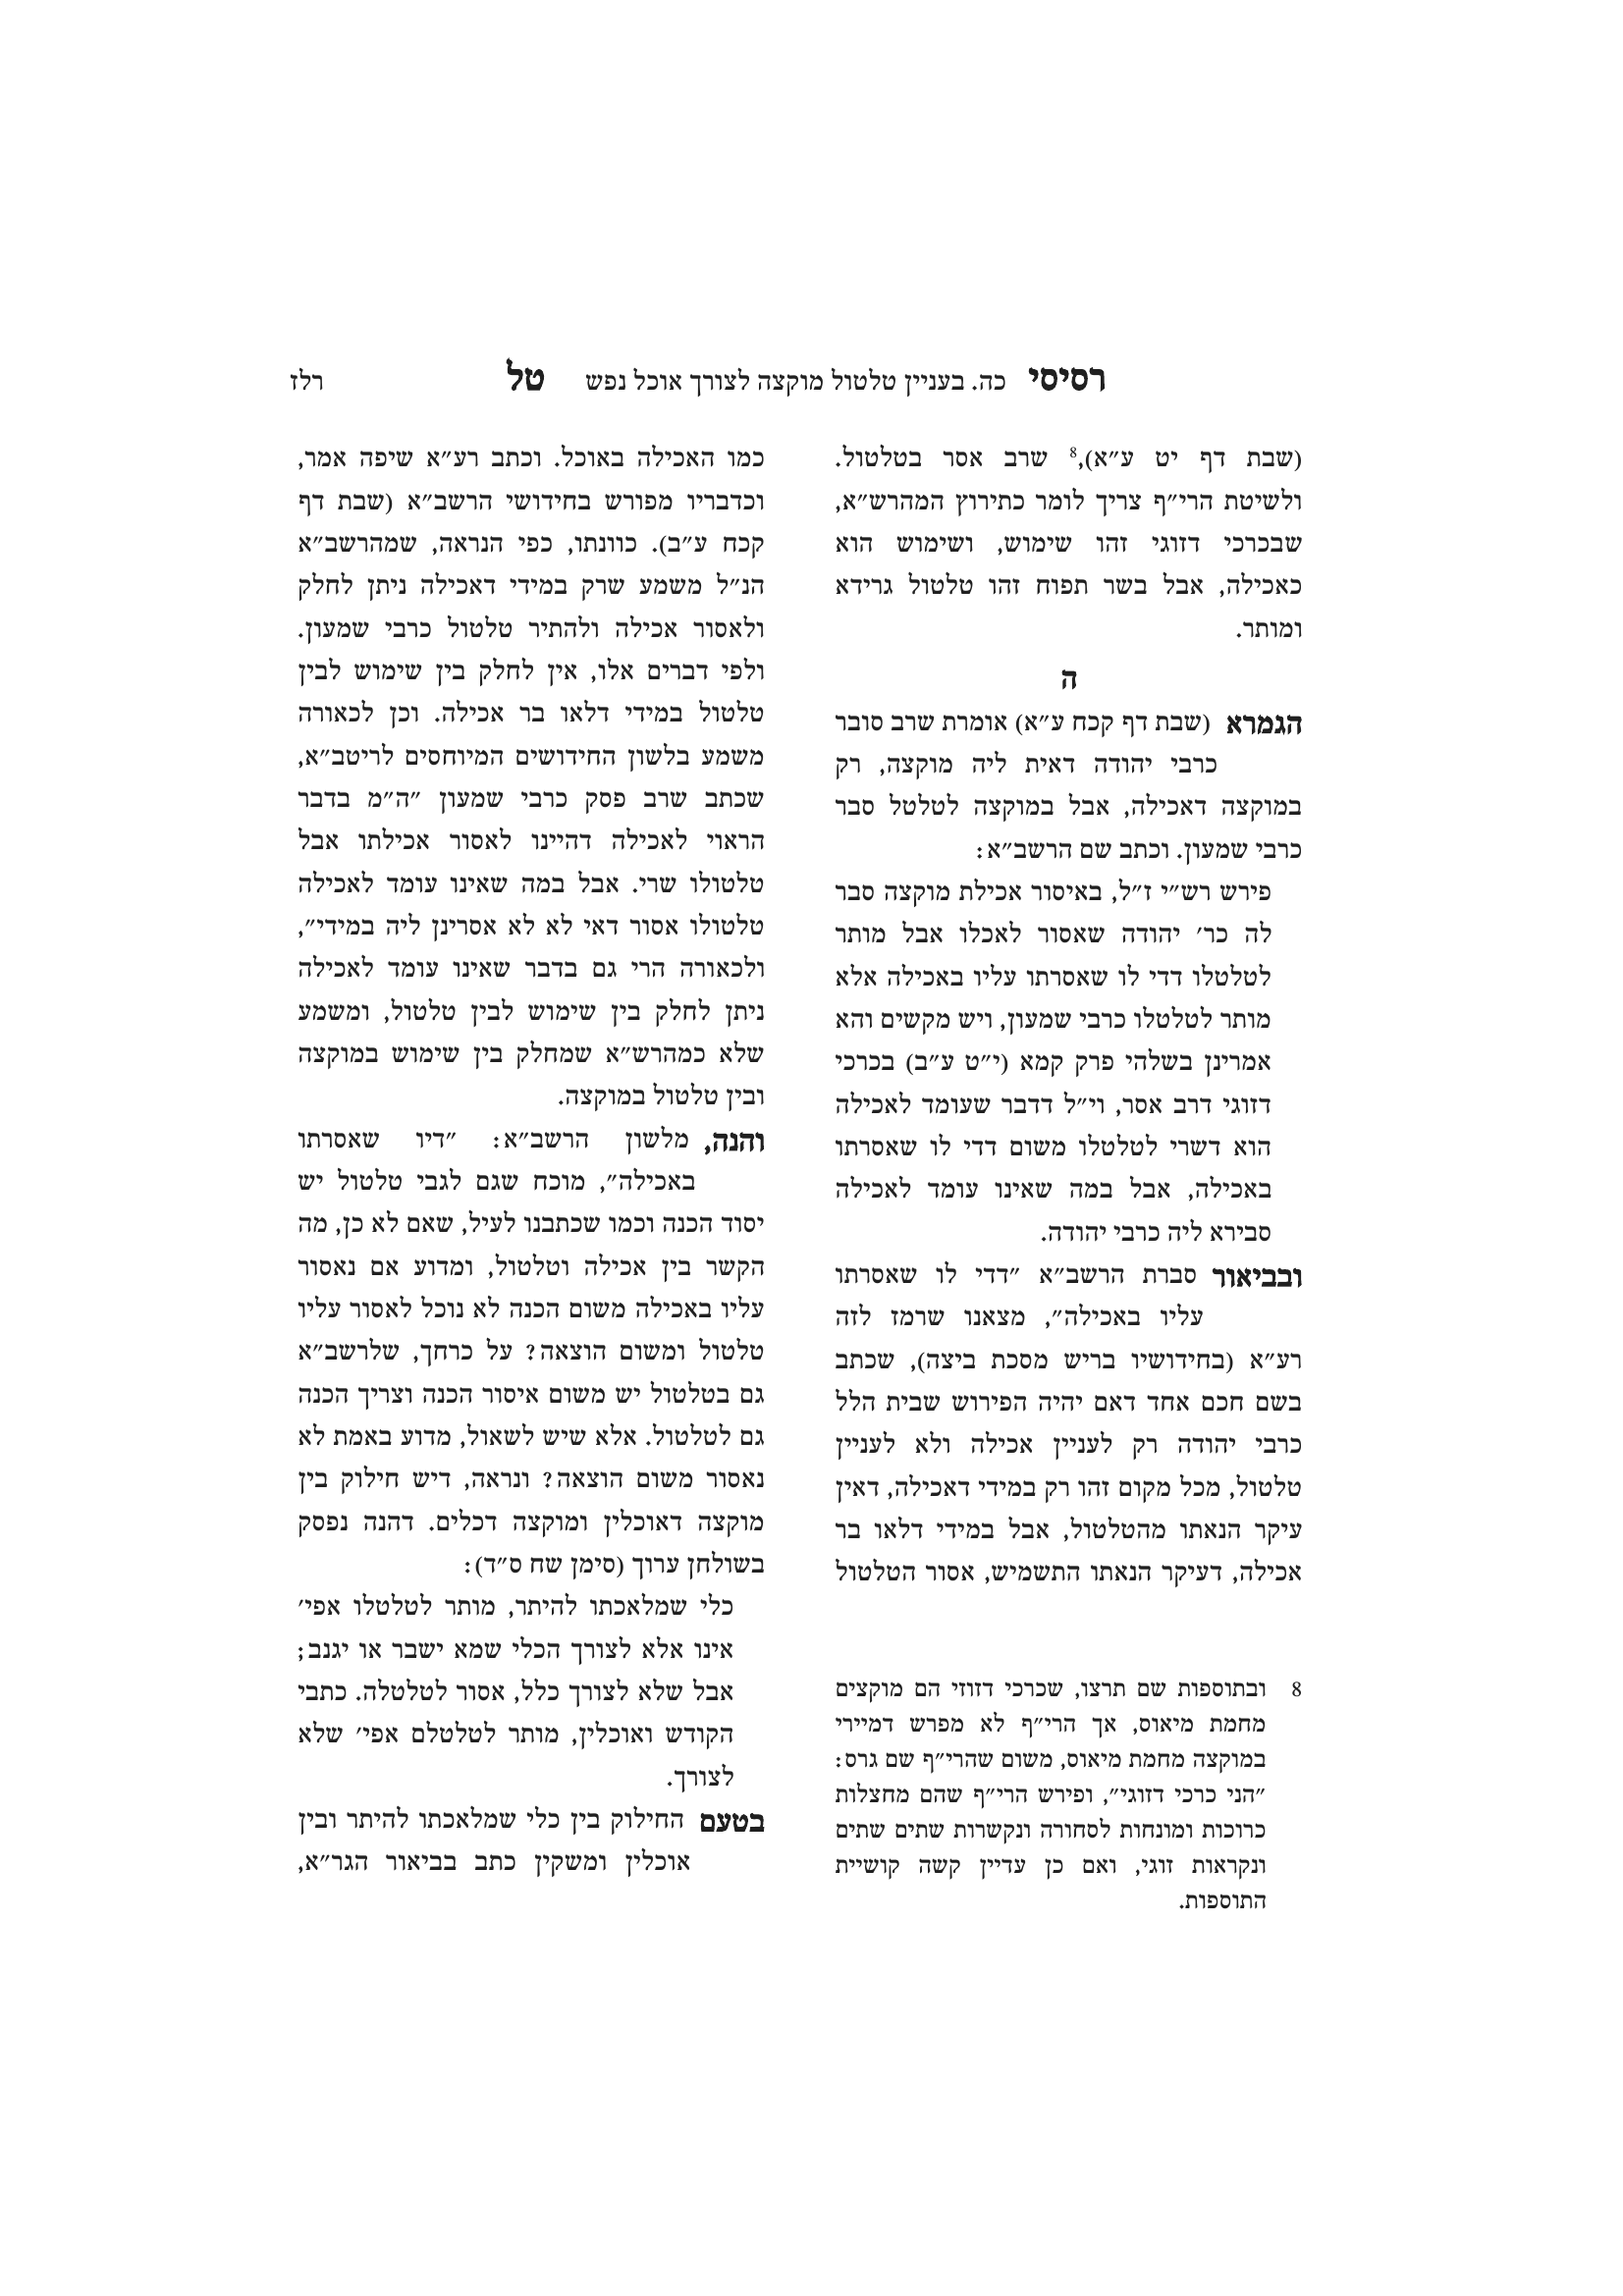 רסיסי כה. בעניין טלטול מוקצה לצורך אוכל נפש טל רלז
(שבת דף יט ע״א),⁸ שרב אסר בטלטול.
ולשיטת הרי״ף צריך לומר כתירוץ המהרש״א,
שבכרכי דזוגי זהו שימוש, ושימוש הוא
כאכילה, אבל בשר תפוח זהו טלטול גרידא
ומותר.
ה
הגמרא (שבת דף קכח ע״א) אומרת שרב סובר
כרבי יהודה דאית ליה מוקצה, רק
במוקצה דאכילה, אבל במוקצה לטלטל סבר
כרבי שמעון. וכתב שם הרשב״א:
פירש רש״י ז״ל, באיסור אכילת מוקצה סבר
לה כר׳ יהודה שאסור לאכלו אבל מותר
לטלטלו דדי לו שאסרתו עליו באכילה אלא
מותר לטלטלו כרבי שמעון, ויש מקשים והא
אמרינן בשלהי פרק קמא (י״ט ע״ב) בכרכי
דזוגי דרב אסר, וי״ל דדבר שעומד לאכילה
הוא דשרי לטלטלו משום דדי לו שאסרתו
באכילה, אבל במה שאינו עומד לאכילה
סבירא ליה כרבי יהודה.
ובביאור סברת הרשב״א ״דדי לו שאסרתו
עליו באכילה״, מצאנו שרמז לזה
רע״א (בחידושיו בריש מסכת ביצה), שכתב
בשם חכם אחד דאם יהיה הפירוש שבית הלל
כרבי יהודה רק לעניין אכילה ולא לעניין
טלטול, מכל מקום זהו רק במידי דאכילה, דאין
עיקר הנאתו מהטלטול, אבל במידי דלאו בר
אכילה, דעיקר הנאתו התשמיש, אסור הטלטול
8 ובתוספות שם תרצו, שכרכי דזוזי הם מוקצים
מחמת מיאוס, אך הרי״ף לא מפרש דמיירי
במוקצה מחמת מיאוס, משום שהרי״ף שם גרס:
״הני כרכי דזוגי״, ופירש הרי״ף שהם מחצלות
כרוכות ומונחות לסחורה ונקשרות שתים שתים
ונקראות זוגי, ואם כן עדיין קשה קושיית
התוספות.
כמו האכילה באוכל. וכתב רע״א שיפה אמר,
וכדבריו מפורש בחידושי הרשב״א (שבת דף
קכח ע״ב). כוונתו, כפי הנראה, שמהרשב״א
הנ״ל משמע שרק במידי דאכילה ניתן לחלק
ולאסור אכילה ולהתיר טלטול כרבי שמעון.
ולפי דברים אלו, אין לחלק בין שימוש לבין
טלטול במידי דלאו בר אכילה. וכן לכאורה
משמע בלשון החידושים המיוחסים לריטב״א,
שכתב שרב פסק כרבי שמעון ״ה״מ בדבר
הראוי לאכילה דהיינו לאסור אכילתו אבל
טלטולו שרי. אבל במה שאינו עומד לאכילה
טלטולו אסור דאי לא לא אסרינן ליה במידי״,
ולכאורה הרי גם בדבר שאינו עומד לאכילה
ניתן לחלק בין שימוש לבין טלטול, ומשמע
שלא כמהרש״א שמחלק בין שימוש במוקצה
ובין טלטול במוקצה.
והנה, מלשון הרשב״א: ״דיו שאסרתו
באכילה״, מוכח שגם לגבי טלטול יש
יסוד הכנה וכמו שכתבנו לעיל, שאם לא כן, מה
הקשר בין אכילה וטלטול, ומדוע אם נאסור
עליו באכילה משום הכנה לא נוכל לאסור עליו
טלטול ומשום הוצאה? על כרחך, שלרשב״א
גם בטלטול יש משום איסור הכנה וצריך הכנה
גם לטלטול. אלא שיש לשאול, מדוע באמת לא
נאסור משום הוצאה? ונראה, דיש חילוק בין
מוקצה דאוכלין ומוקצה דכלים. דהנה נפסק
בשולחן ערוך (סימן שח ס״ד):
כלי שמלאכתו להיתר, מותר לטלטלו אפי׳
אינו אלא לצורך הכלי שמא ישבר או יגנב;
אבל שלא לצורך כלל, אסור לטלטלה. כתבי
הקודש ואוכלין, מותר לטלטלם אפי׳ שלא
לצורך.
בטעם החילוק בין כלי שמלאכתו להיתר ובין
אוכלין ומשקין כתב בביאור הגר״א,